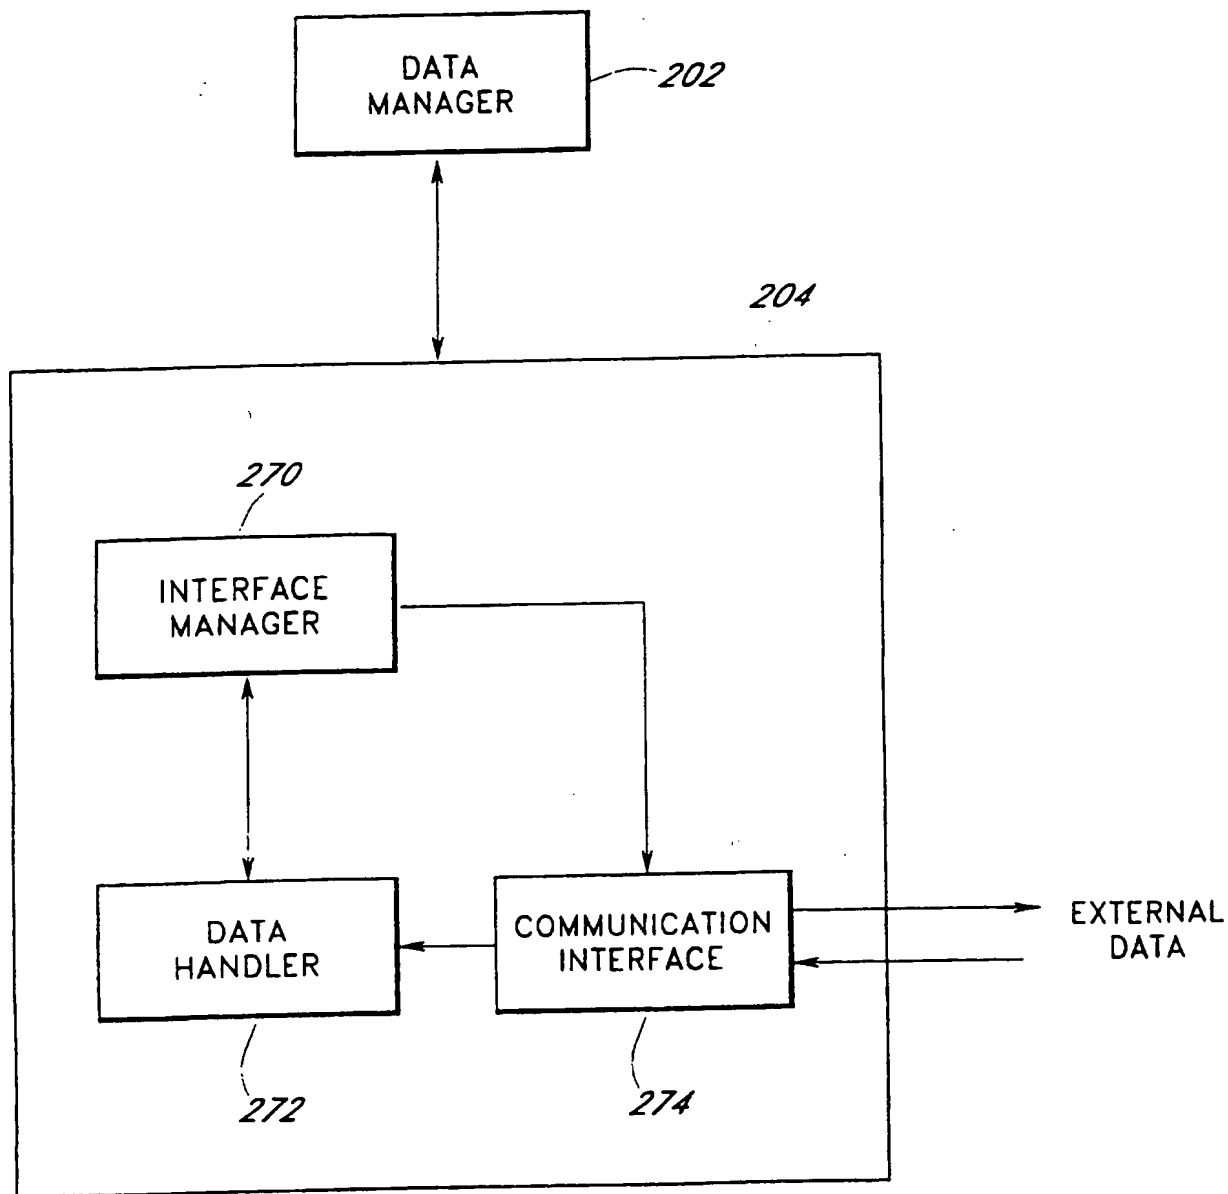 DATA
MANAGER
202
204
270
INTERFACE
MANAGER
DATA
HANDLER
COMMUNICATION
INTERFACE
EXTERNAL
DATA
272
274